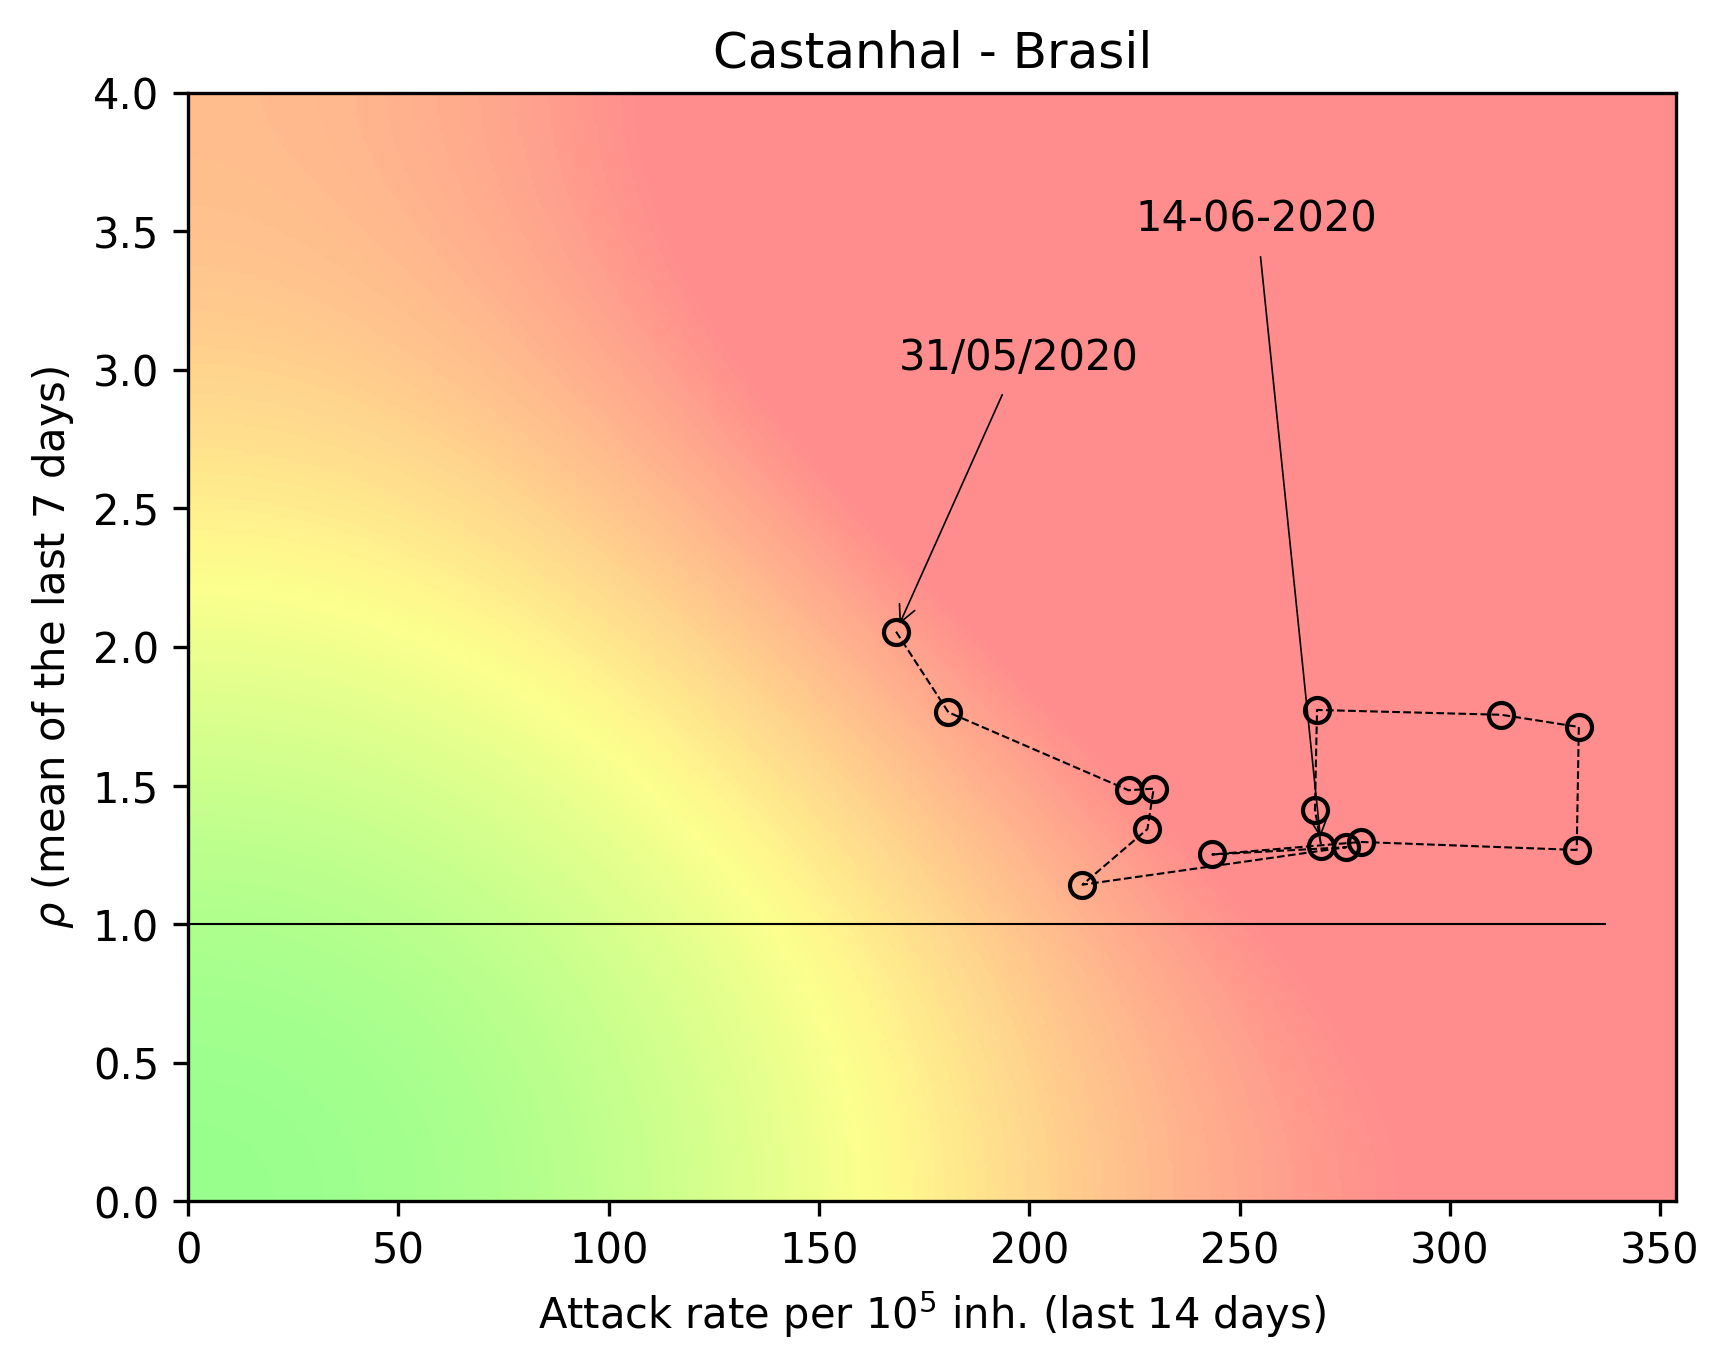 Castanhal - Brasil
4.0
3.5
3.0
2.5
2.0
1.5
1.0
0.5
0.0
ρ (mean of the last 7 days)
14-06-2020
31/05/2020
0 50 100 150 200 250 300 350
Attack rate per 10⁵ inh. (last 14 days)